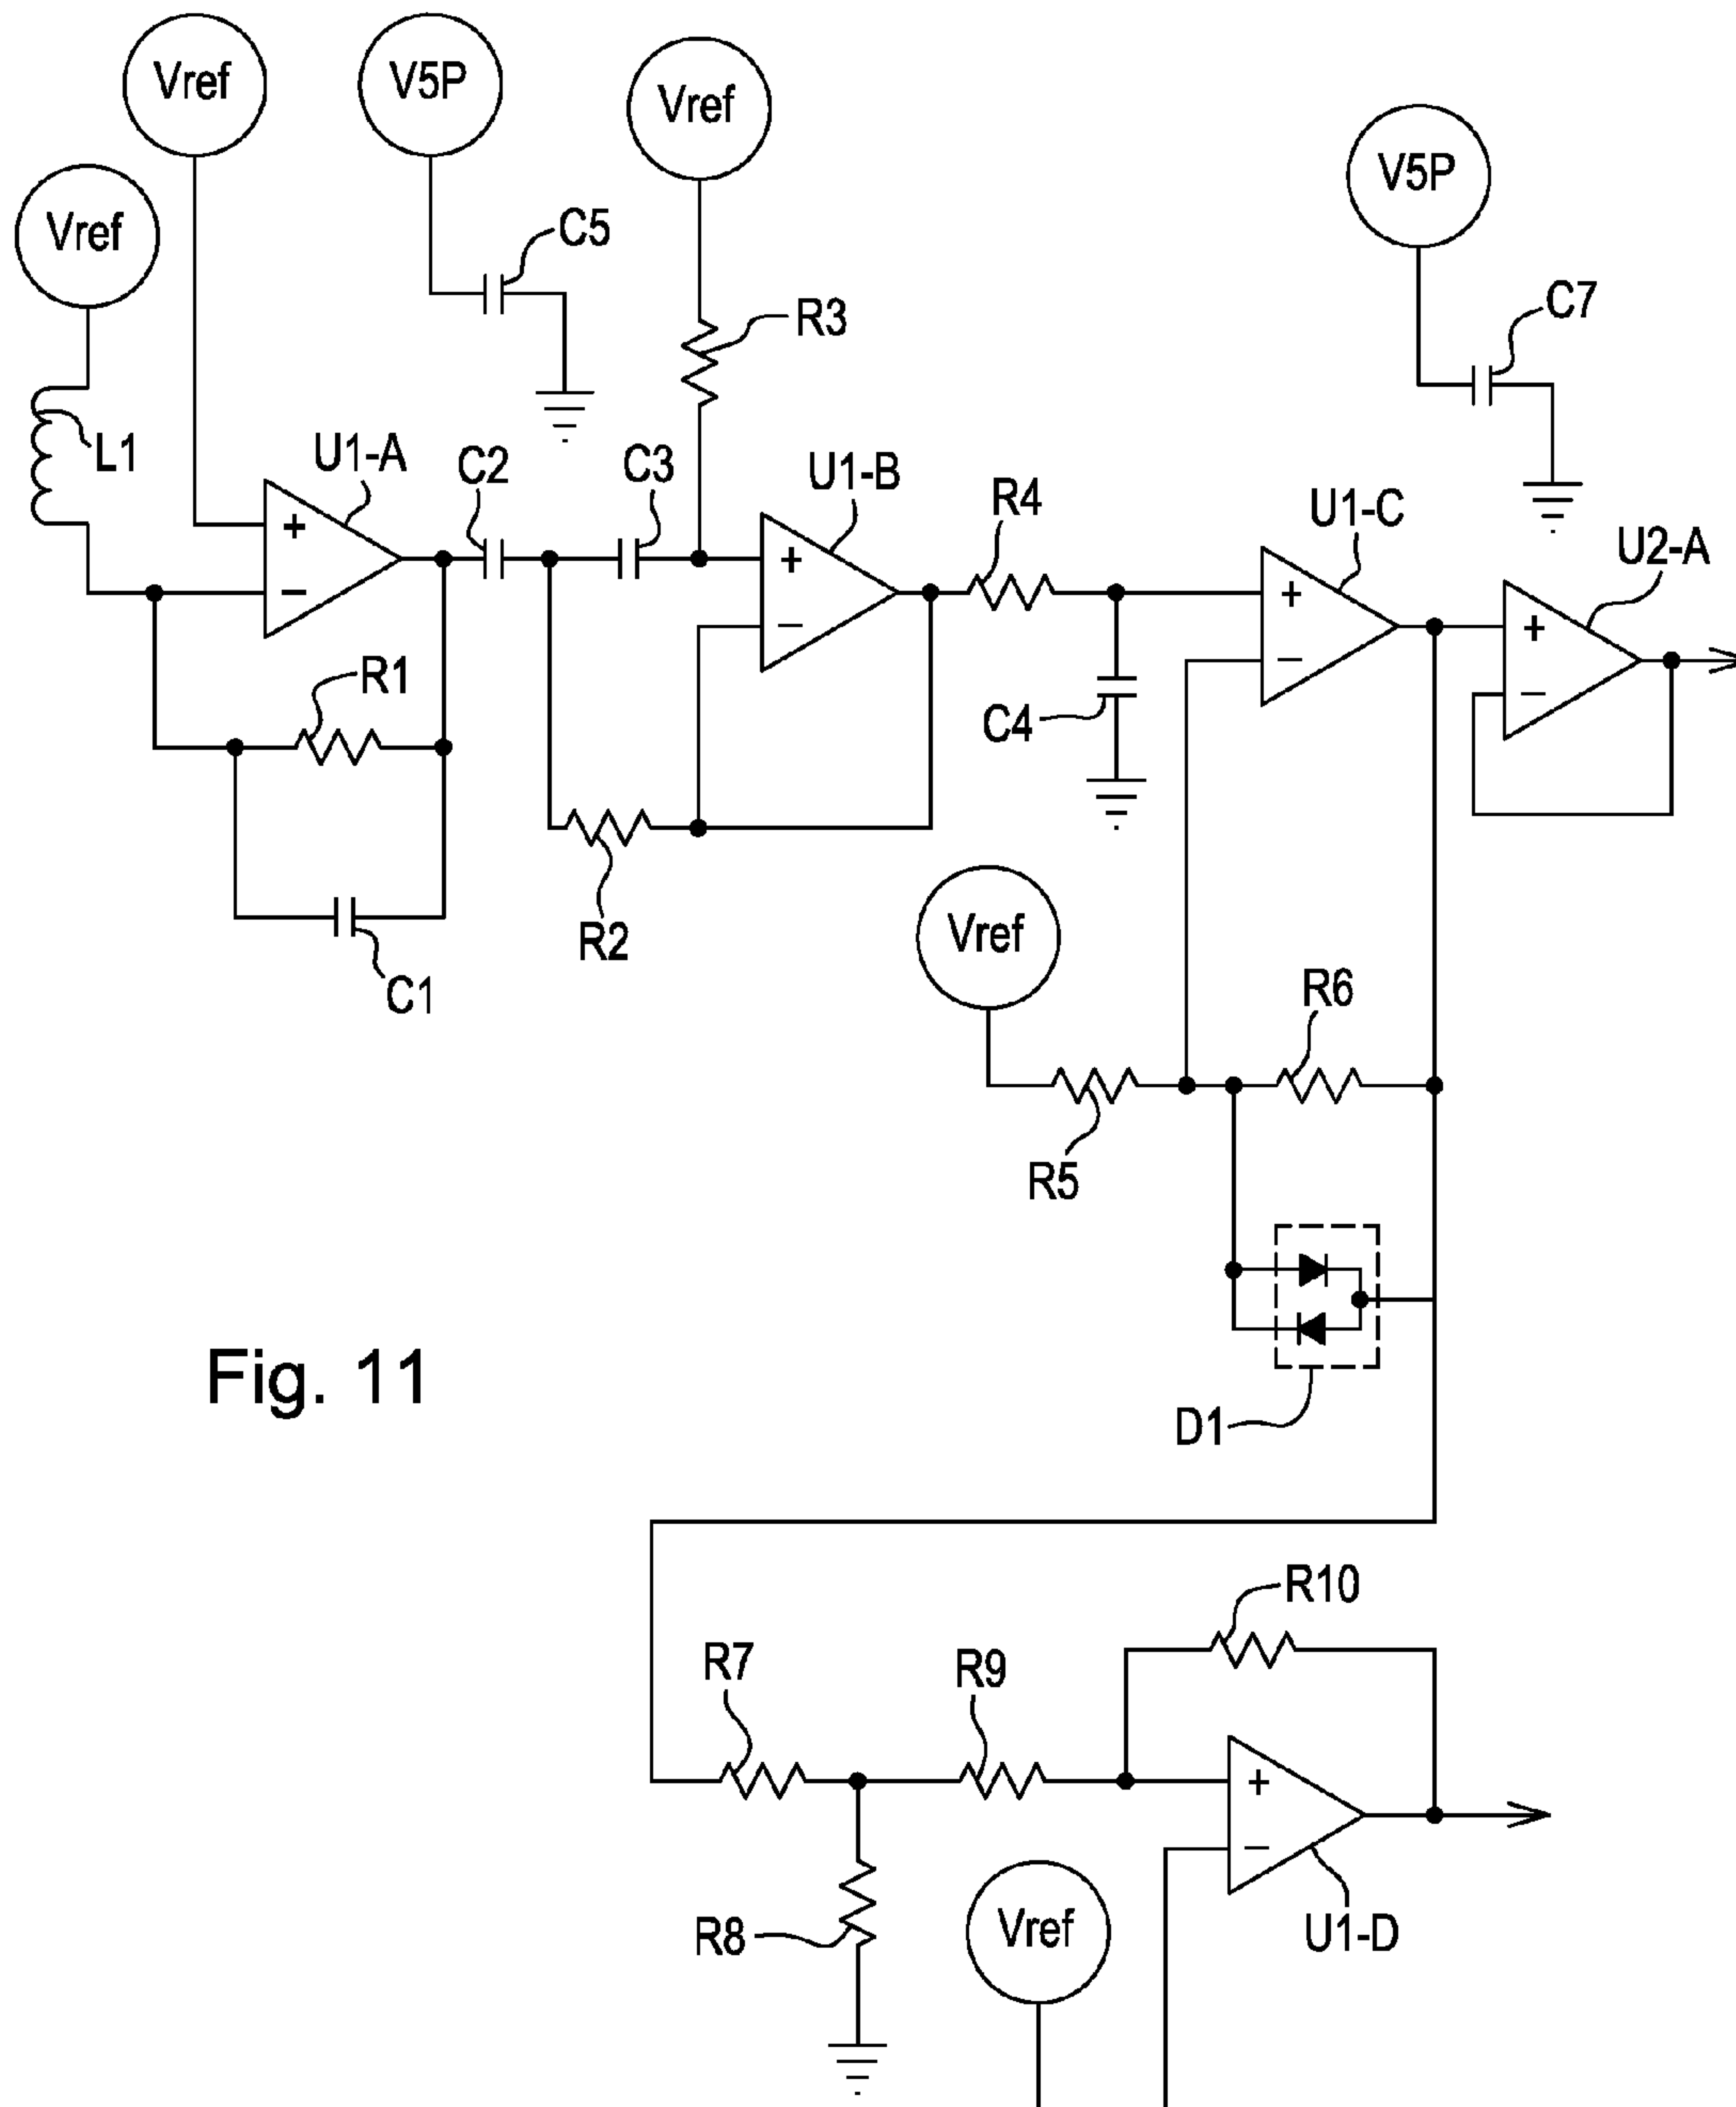 Vref
V5P
Vref
Vref
V5P
C5
C7
R3
L1
U1-A
C2
C3
U1-B
R4
U1-C
U2-A
+
−
+
−
+
−
+
−
R1
C4
R2
C1
Vref
R6
R5
D1
Fig. 11
R10
R7
R9
+
−
R8
Vref
U1-D